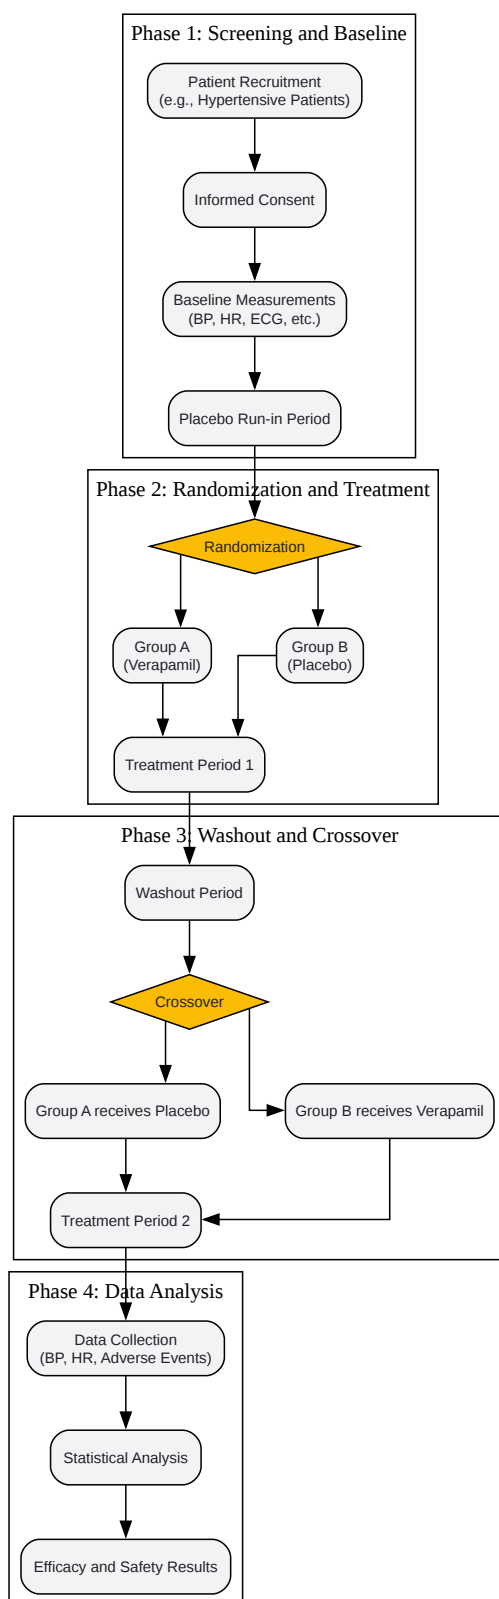 Phase 1: Screening and Baseline
Patient Recruitment
(e.g., Hypertensive Patients)
Informed Consent
Baseline Measurements
(BP, HR, ECG, etc.)
Placebo Run-in Period
Phase 2: Randomization and Treatment
Randomization
Group A
(Verapamil)
Group B
(Placebo)
Treatment Period 1
Phase 3: Washout and Crossover
Washout Period
Crossover
Group A receives Placebo
Group B receives Verapamil
Treatment Period 2
Phase 4: Data Analysis
Data Collection
(BP, HR, Adverse Events)
Statistical Analysis
Efficacy and Safety Results